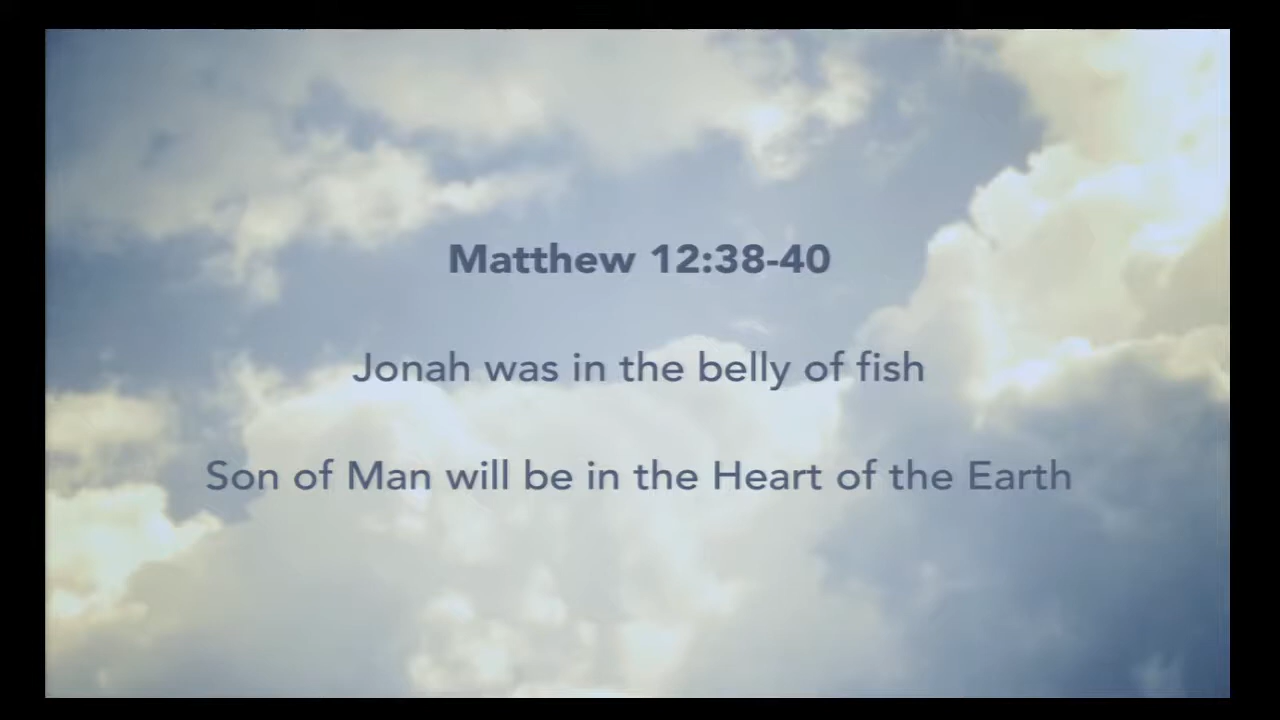 Matthew 12:38-40
Jonah was in the belly of fish
Son of Man will be in the Heart of the Earth